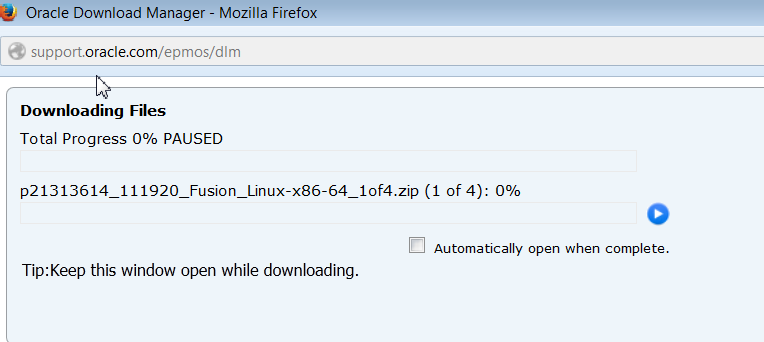 Oracle Download Manager - Mozilla Firefox
support.oracle.com/epmos/dlm
Downloading Files
Total Progress 0% PAUSED
p21313614_111920_Fusion_Linux-x86-64_1of4.zip (1 of 4): 0%
Automatically open when complete.
Tip:Keep this window open while downloading.